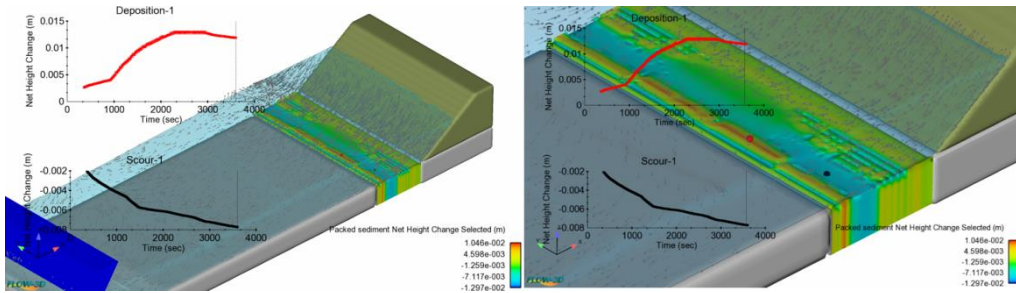 Deposition-1
Net Height Change (m)
0.015
0.01
0.005
0
0 1000 2000 3000 4000
Time (sec)
Scour-1
Net Height Change (m)
-0.002
-0.004
-0.006
-0.008
0 1000 2000 3000 4000
Time (sec)
Packed sediment Net Height Change Selected (m)
1.046e-002
4.598e-003
-1.259e-003
-7.117e-003
-1.297e-002
FLOW-3D
Deposition-1
Net Height Change (m)
0.015
0.01
0.005
0
0 1000 2000 3000 4000
Time (sec)
Scour-1
Net Height Change (m)
-0.002
-0.004
-0.006
-0.008
0 1000 2000 3000 4000
Time (sec)
Packed sediment Net Height Change Selected (m)
1.046e-002
4.598e-003
-1.259e-003
-7.117e-003
-1.297e-002
FLOW-3D